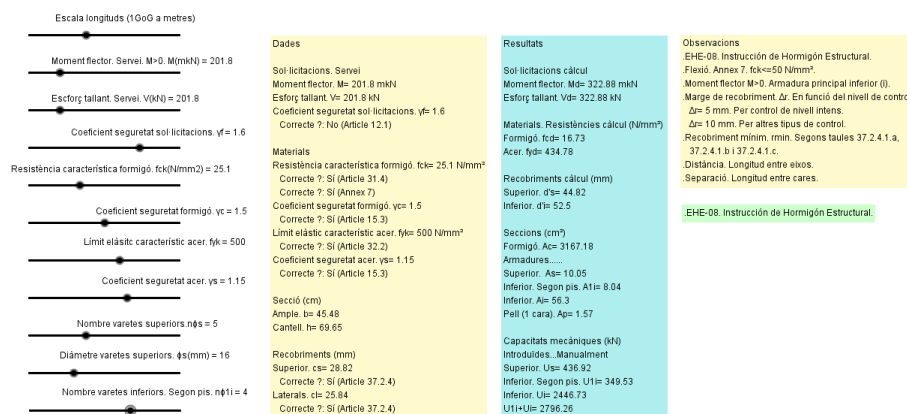 Escala longituds (1GoG a metres)
Moment flector. Servei. M>0. M(mkN) = 201.8
Escforç tallant. Servei. V(kN) = 201.8
Coeficient seguretat sol·licitacions. γf = 1.6
Resistència característica formigó. fck(N/mm2) = 25.1
Coeficient seguretat formigó. γc = 1.5
Límit elàsitc característic acer. fyk = 500
Coeficient seguretat acer. γs = 1.15
Nombre varetes superiors.nϕs = 5
Diâmetre varetes superiors. ϕs(mm) = 16
Nombre varetes inferiors. Segon pis. nϕ1i = 4
Dades
Sol·licitacions. Servei
Moment flector. M= 201.8 mkN
Esforç tallant. V= 201.8 kN
Coeficient seguretat sol·licitacions. γf= 1.6
Correcte ?: No (Article 12.1)
Materials
Resistència característica formigó. fck= 25.1 N/mm²
Correcte ?: Sí (Article 31.4)
Correcte ?: Sí (Annex 7)
Coeficient seguretat formigó. γc= 1.5
Correcte ?: Sí (Article 15.3)
Límit elàstic característic acer. fyk= 500 N/mm²
Correcte ?: Sí (Article 32.2)
Coeficient seguretat acer. γs= 1.15
Correcte ?: Sí (Article 15.3)
Secció (cm)
Ample. b= 45.48
Cantell. h= 69.65
Recobriments (mm)
Superior. cs= 28.82
Correcte ?: Sí (Article 37.2.4)
Laterals. cl= 25.84
Correcte ?: Sí (Article 37.2.4)
Resultats
Sol·licitacions càlcul
Moment flector. Md= 322.88 mkN
Esforç tallant. Vd= 322.88 kN
Materials. Resistències càlcul (N/mm²)
Formigó. fcd= 16.73
Acer. fyd= 434.78
Recobriments càlcul (mm)
Superior. d's= 44.82
Inferior. d'i= 52.5
Seccions (cm²)
Formigó. Ac= 3167.18
Armadures......
Superior.  As= 10.05
Inferior. Segon pis. A1i= 8.04
Inferior. Ai= 56.3
Pell (1 cara). Ap= 1.57
Capacitats mecàniques (kN)
Introduïdes...Manualment
Superior. Us= 436.92
Inferior. Segon pis. U1i= 349.53
Inferior. Ui= 2446.73
U1i+Ui= 2796.26
Observacions
.EHE-08. Instrucción de Hormigón Estructural.
.Flexió. Annex 7. fck<=50 N/mm².
.Moment flector M>0. Armadura principal inferior (i).
.Marge de recobriment. Δr. En función del nivell de contro
Δr= 5 mm. Per control de nivell intens.
Δr= 10 mm. Per altres tipus de control.
.Recobriment mínim. rmin. Segons taules 37.2.4.1.a,
37.2.4.1.b i 37.2.4.1.c.
.Distància. Longitud entre eixos.
.Separació. Longitud entre cares.
.EHE-08. Instrucción de Hormigón Estructural.